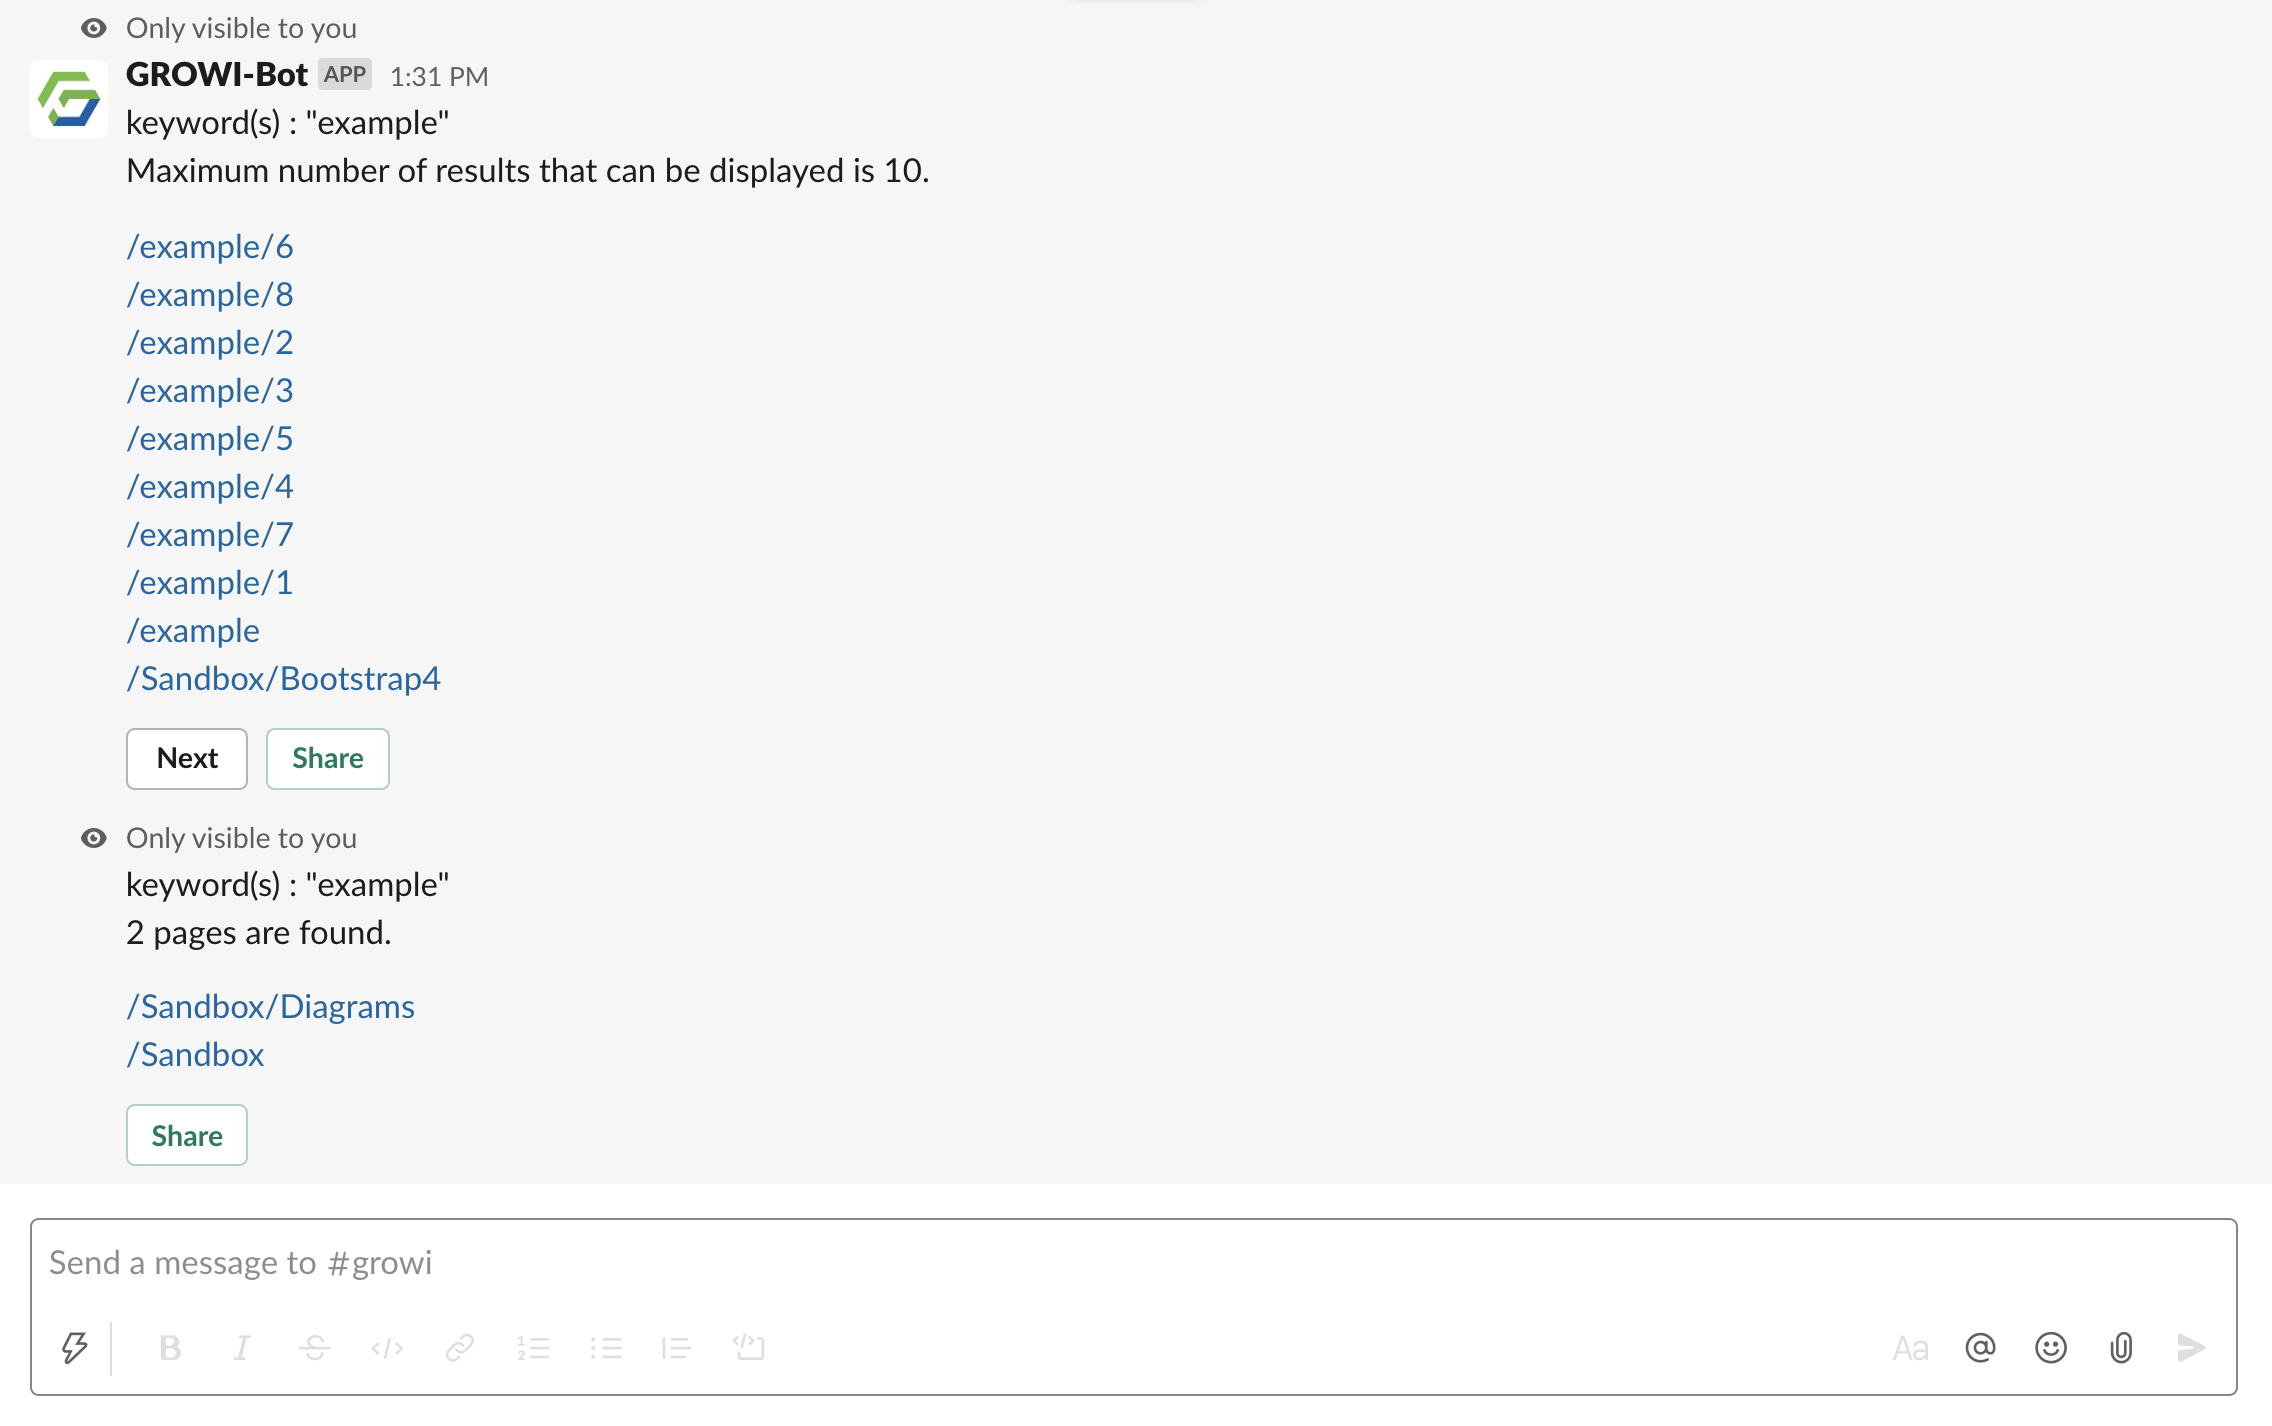 Only visible to you
GROWI-Bot APP 1:31 PM
keyword(s) : "example"
Maximum number of results that can be displayed is 10.
/example/6
/example/8
/example/2
/example/3
/example/5
/example/4
/example/7
/example/1
/example
/Sandbox/Bootstrap4
Next Share
Only visible to you
keyword(s) : "example"
2 pages are found.
/Sandbox/Diagrams
/Sandbox
Share
Send a message to #growi
B I S </> Aa @